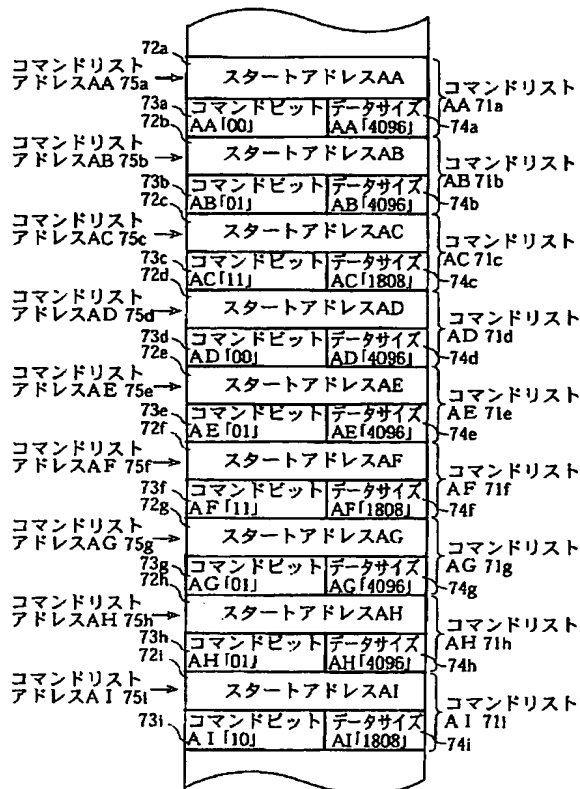 72a
コマンドリスト
アドレスAA 75a
スタートアドレスAA
コマンドリスト
AA 71a
73a
コマンドビット
AA「00」
データサイズ
AA「4096」
74a
72b
コマンドリスト
アドレスAB 75b
スタートアドレスAB
コマンドリスト
AB 71b
73b
コマンドビット
AB「01」
データサイズ
AB「4096」
74b
72c
コマンドリスト
アドレスAC 75c
スタートアドレスAC
コマンドリスト
AC 71c
73c
コマンドビット
AC「11」
データサイズ
AC「1808」
74c
72d
コマンドリスト
アドレスAD 75d
スタートアドレスAD
コマンドリスト
AD 71d
73d
コマンドビット
AD「00」
データサイズ
AD「4096」
74d
72e
コマンドリスト
アドレスAE 75e
スタートアドレスAE
コマンドリスト
AE 71e
73e
コマンドビット
AE「01」
データサイズ
AE「4096」
74e
72f
コマンドリスト
アドレスAF 75f
スタートアドレスAF
コマンドリスト
AF 71f
73f
コマンドビット
AF「11」
データサイズ
AF「1808」
74f
72g
コマンドリスト
アドレスAG 75g
スタートアドレスAG
コマンドリスト
AG 71g
73g
コマンドビット
AG「01」
データサイズ
AG「4096」
74g
72h
コマンドリスト
アドレスAH 75h
スタートアドレスAH
コマンドリスト
AH 71h
73h
コマンドビット
AH「01」
データサイズ
AH「4096」
74h
72i
コマンドリスト
アドレスAI 75i
スタートアドレスAI
コマンドリスト
AI 71i
73i
コマンドビット
AI「10」
データサイズ
AI「1808」
74i